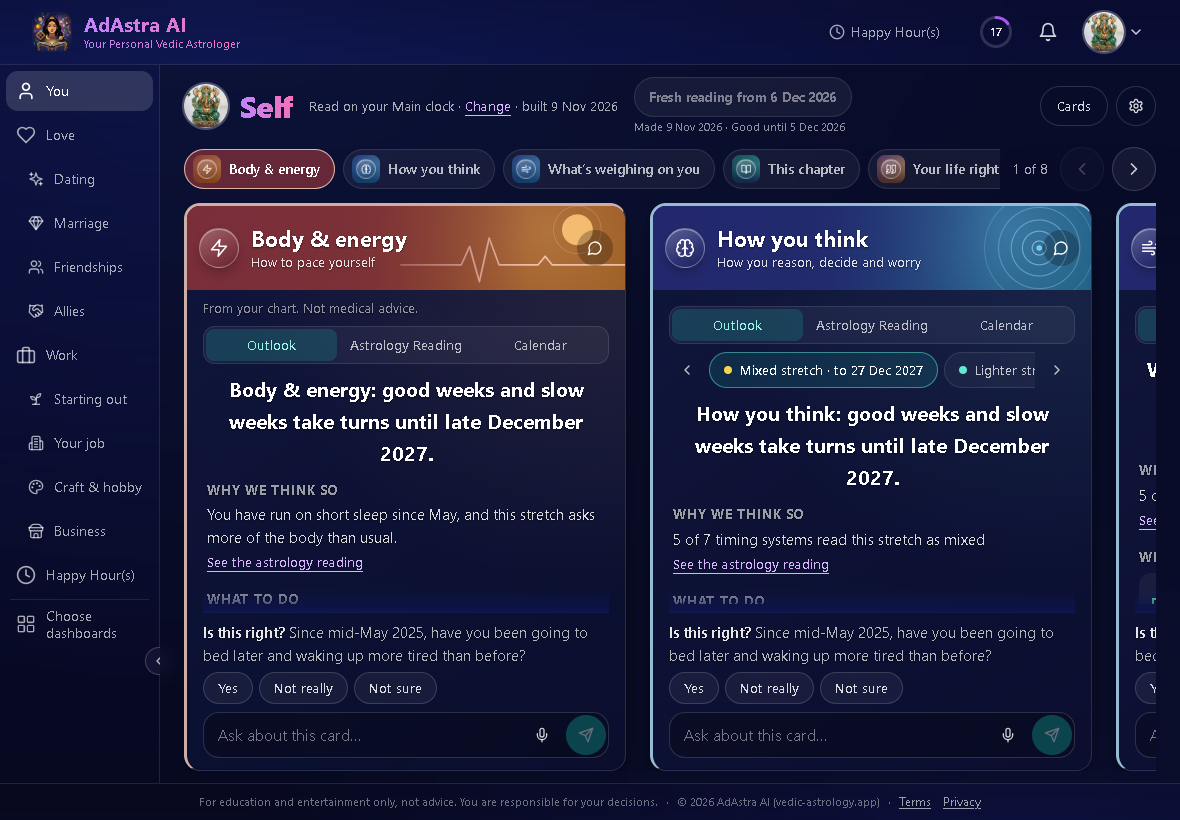 AdAstra AI
Your Personal Vedic Astrologer
Happy Hour(s)
17
You
Love
Dating
Marriage
Friendships
Allies
Work
Starting out
Your job
Craft & hobby
Business
Happy Hour(s)
Choose
dashboards
Self
Read on your Main clock · Change · built 9 Nov 2026
Fresh reading from 6 Dec 2026
Made 9 Nov 2026 · Good until 5 Dec 2026
Cards
Body & energy
How you think
What's weighing on you
This chapter
Your life right
1 of 8
Body & energy
How to pace yourself
From your chart. Not medical advice.
Outlook
Astrology Reading
Calendar
Body & energy: good weeks and slow
weeks take turns until late December
2027.
WHY WE THINK SO
You have run on short sleep since May, and this stretch asks
more of the body than usual.
See the astrology reading
WHAT TO DO
Is this right? Since mid-May 2025, have you been going to
bed later and waking up more tired than before?
Yes
Not really
Not sure
Ask about this card...
How you think
How you reason, decide and worry
Outlook
Astrology Reading
Calendar
Mixed stretch · to 27 Dec 2027
Lighter str
How you think: good weeks and slow
weeks take turns until late December
2027.
WHY WE THINK SO
5 of 7 timing systems read this stretch as mixed
See the astrology reading
WHAT TO DO
Is this right? Since mid-May 2025, have you been going to
bed later and waking up more tired than before?
Yes
Not really
Not sure
Ask about this card...
5 o
See
For education and entertainment only, not advice. You are responsible for your decisions. · © 2026 AdAstra AI (vedic-astrology.app) · Terms Privacy